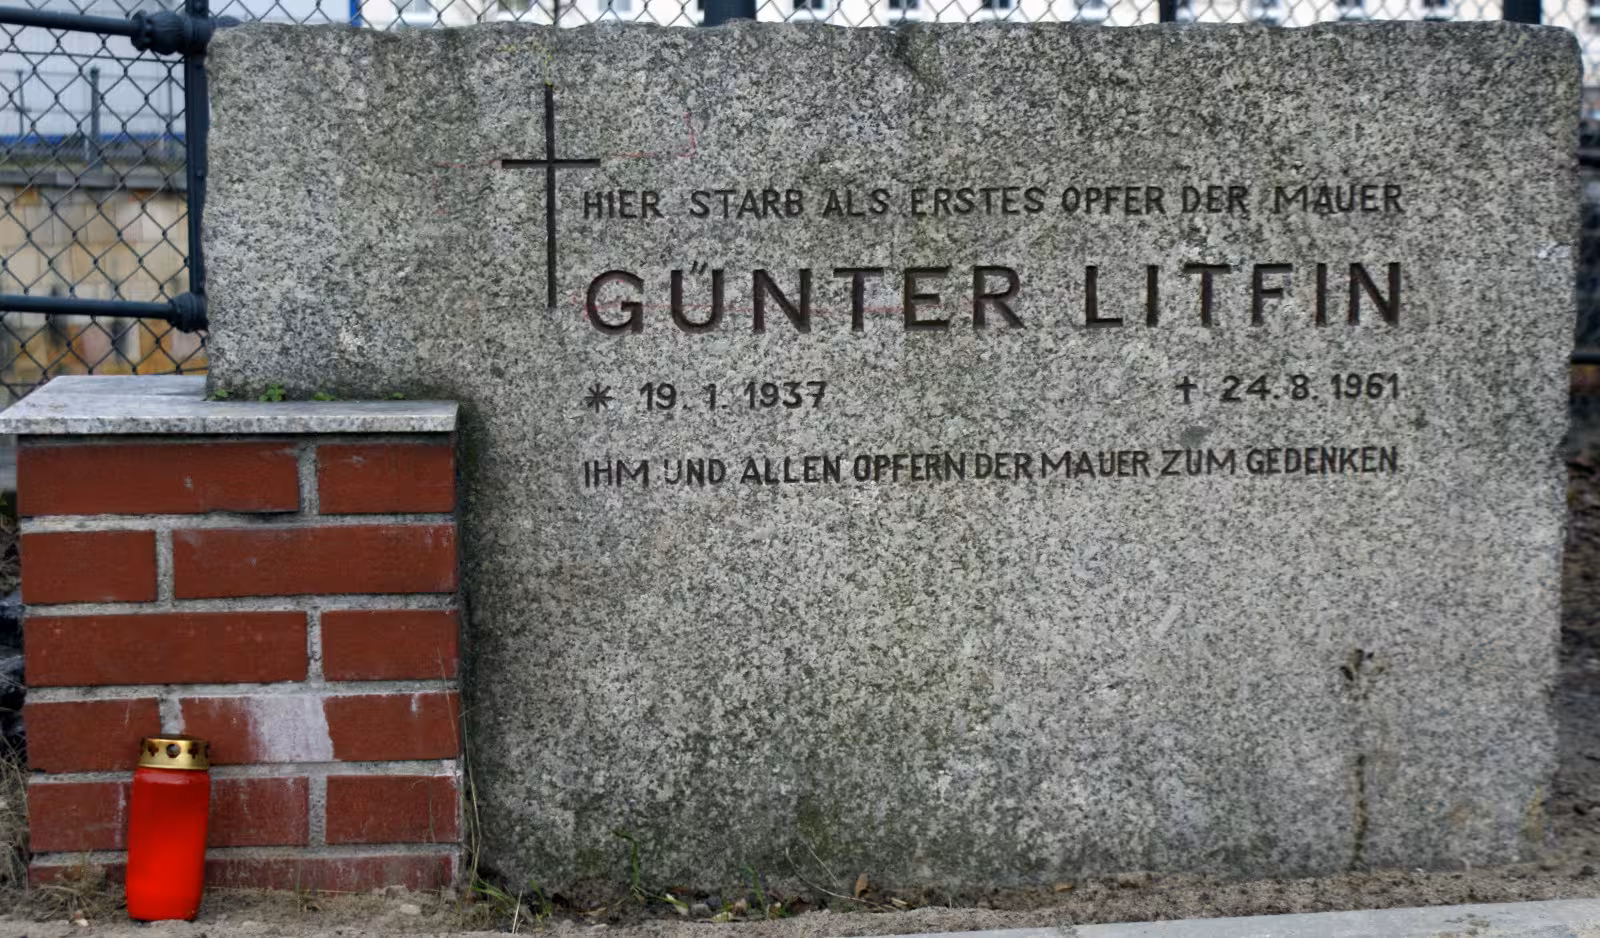 HIER STARB ALS ERSTES OPFER DER MAUER
GÜNTER LITFIN
* 19. 1. 1937 † 24. 8. 1961
IHM UND ALLEN OPFERN DER MAUER ZUM GEDENKEN